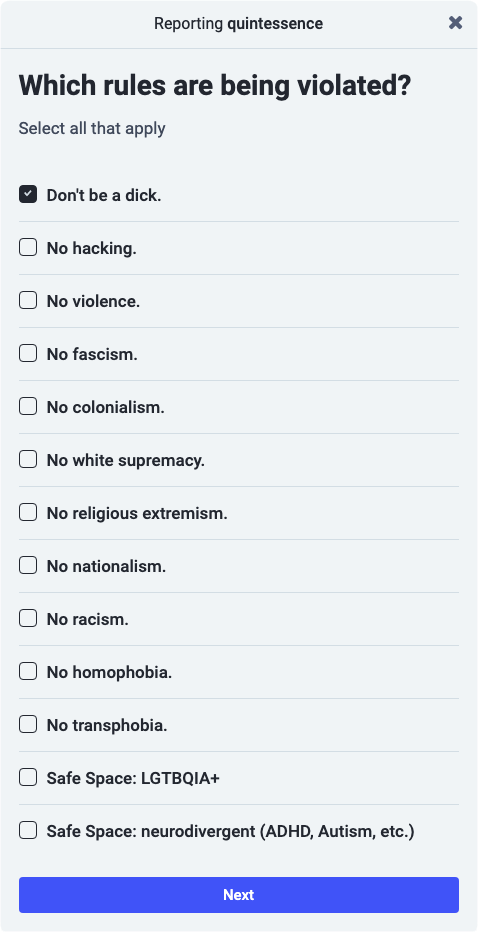 Reporting quintessence
Which rules are being violated?
Select all that apply
Don't be a dick.
No hacking.
No violence.
No fascism.
No colonialism.
No white supremacy.
No religious extremism.
No nationalism.
No racism.
No homophobia.
No transphobia.
Safe Space: LGTBQIA+
Safe Space: neurodivergent (ADHD, Autism, etc.)
Next